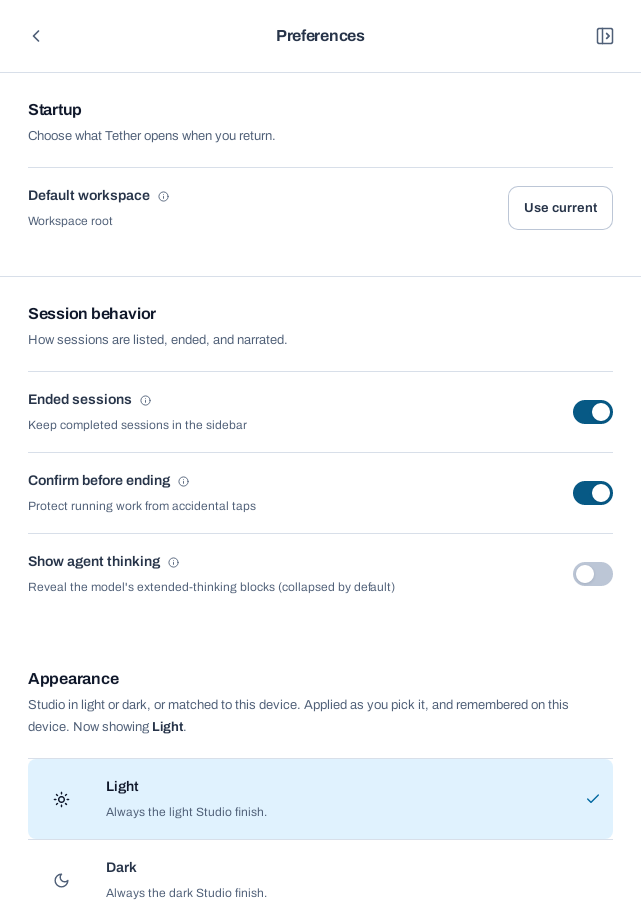 Preferences
Startup
Choose what Tether opens when you return.
Default workspace
Workspace root
Use current
Session behavior
How sessions are listed, ended, and narrated.
Ended sessions
Keep completed sessions in the sidebar
Confirm before ending
Protect running work from accidental taps
Show agent thinking
Reveal the model's extended-thinking blocks (collapsed by default)
Appearance
Studio in light or dark, or matched to this device. Applied as you pick it, and remembered on this
device. Now showing Light.
Light
Always the light Studio finish.
Dark
Always the dark Studio finish.